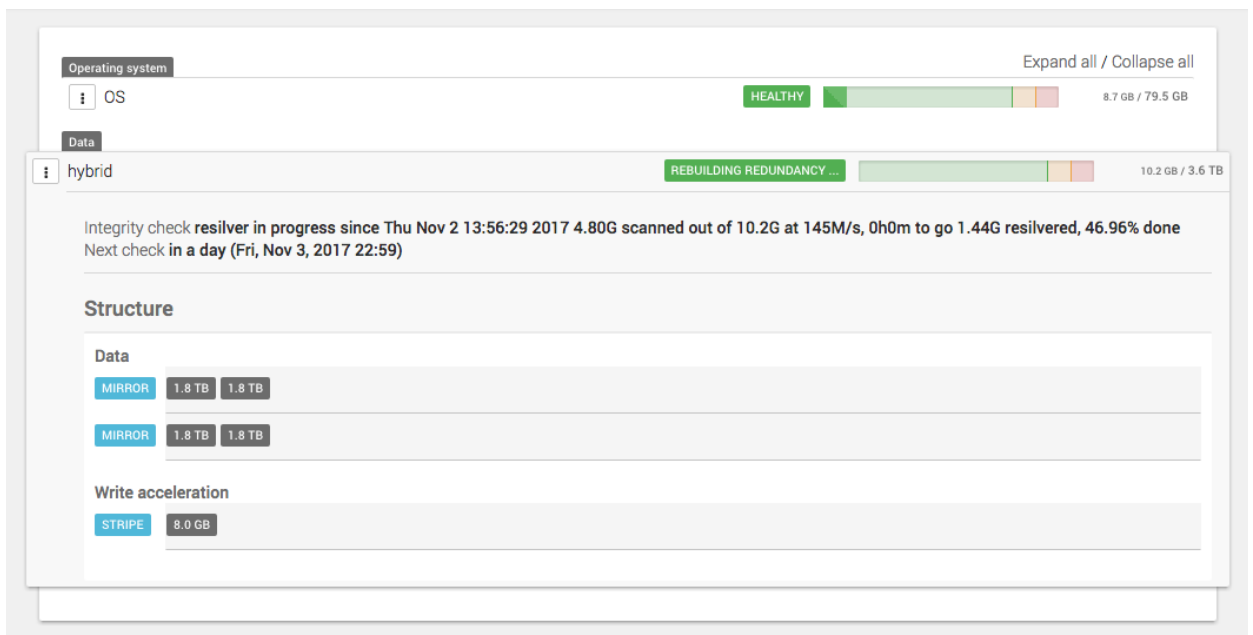 Operating system
Expand all / Collapse all
OS
HEALTHY
8.7 GB / 79.5 GB
Data
hybrid
REBUILDING REDUNDANCY ...
10.2 GB / 3.6 TB
Integrity check resilver in progress since Thu Nov 2 13:56:29 2017 4.80G scanned out of 10.2G at 145M/s, 0h0m to go 1.44G resilvered, 46.96% done
Next check in a day (Fri, Nov 3, 2017 22:59)
Structure
Data
MIRROR 1.8 TB 1.8 TB
MIRROR 1.8 TB 1.8 TB
Write acceleration
STRIPE 8.0 GB